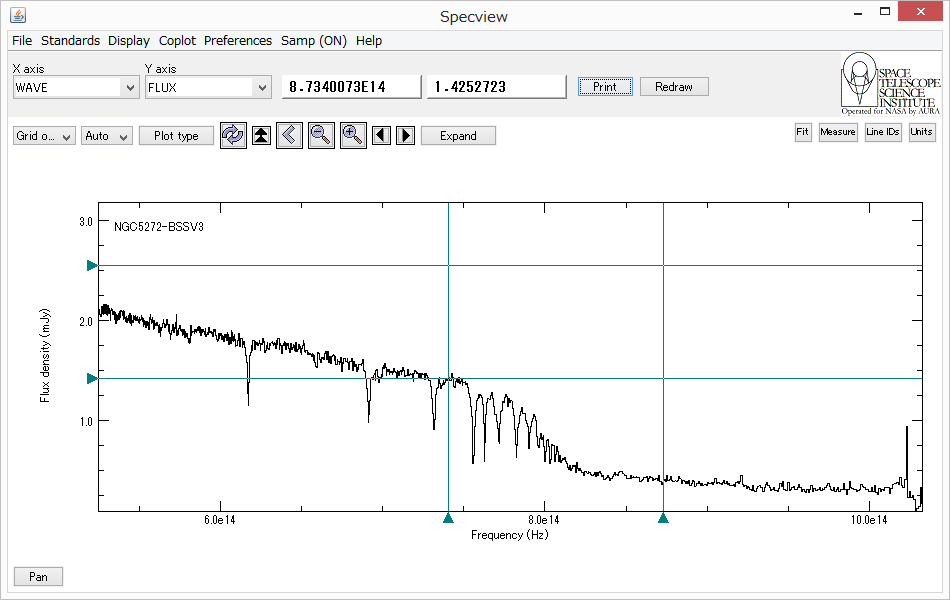 Specview
File Standards Display Coplot Preferences Samp (ON) Help
X axis
Y axis
WAVE
FLUX
8.7340073E14
1.4252723
Print
Redraw
SPACE
TELESCOPE
SCIENCE
INSTITUTE
Operated for NASA by AURA
Grid o...
Auto
Plot type
Expand
Fit
Measure
Line IDs
Units
NGC5272-BSSV3
3.0
2.0
1.0
Flux density (mJy)
6.0e14
8.0e14
10.0e14
Frequency (Hz)
Pan